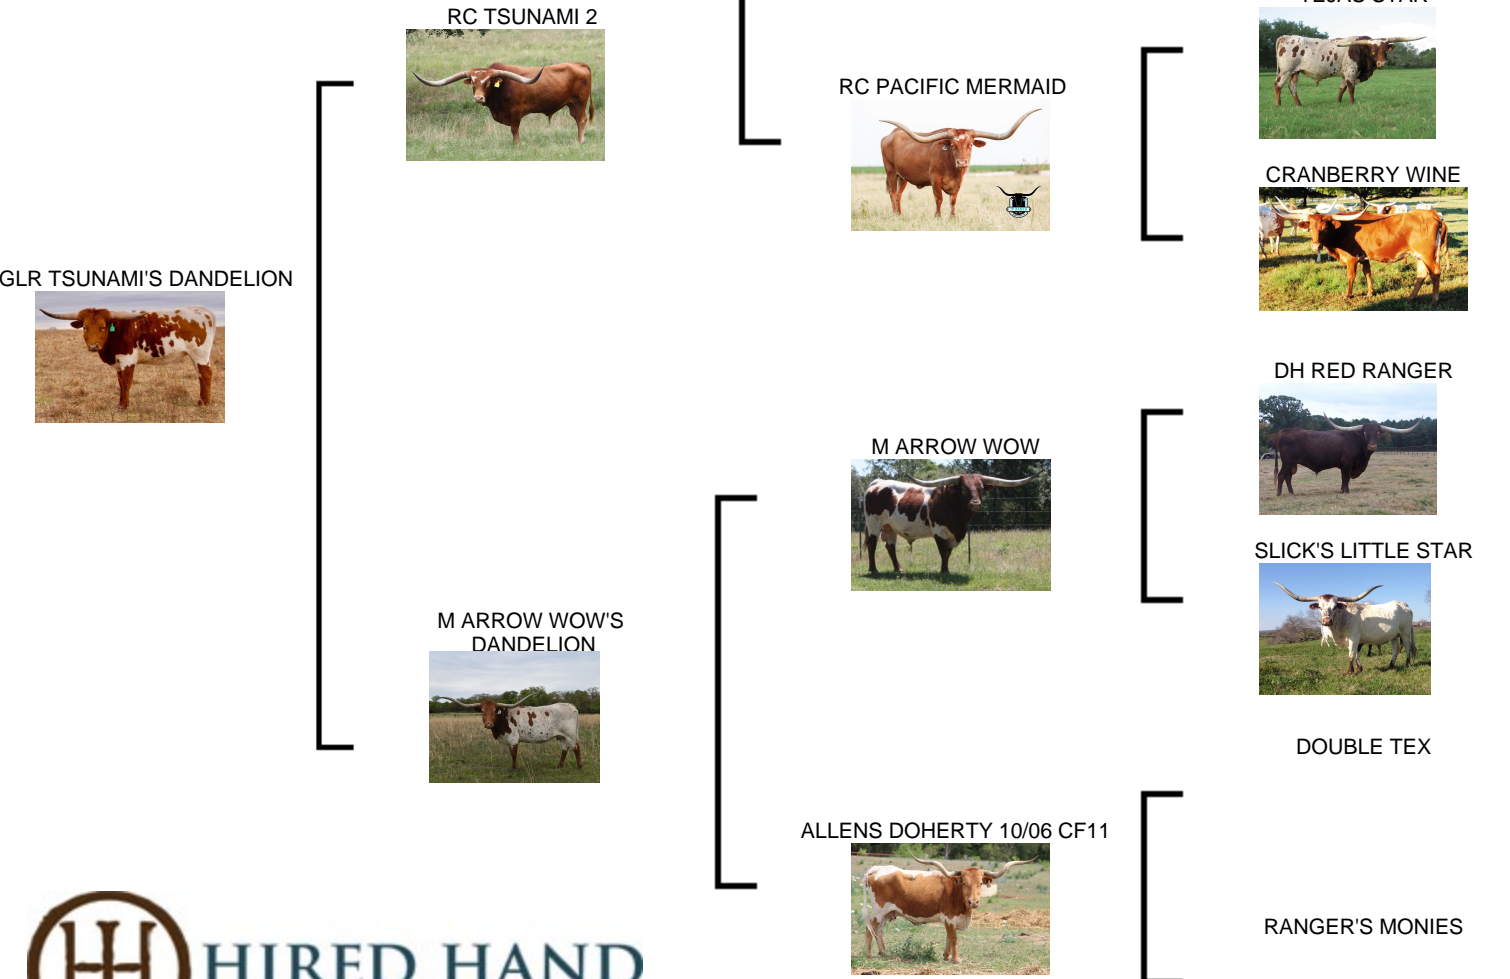 RC TSUNAMI 2
RC PACIFIC MERMAID
CRANBERRY WINE
GLR TSUNAMI'S DANDELION
DH RED RANGER
M ARROW WOW
SLICK'S LITTLE STAR
M ARROW WOW'S
DANDELION
DOUBLE TEX
ALLENS DOHERTY 10/06 CF11
RANGER'S MONIES
HIRED HAND